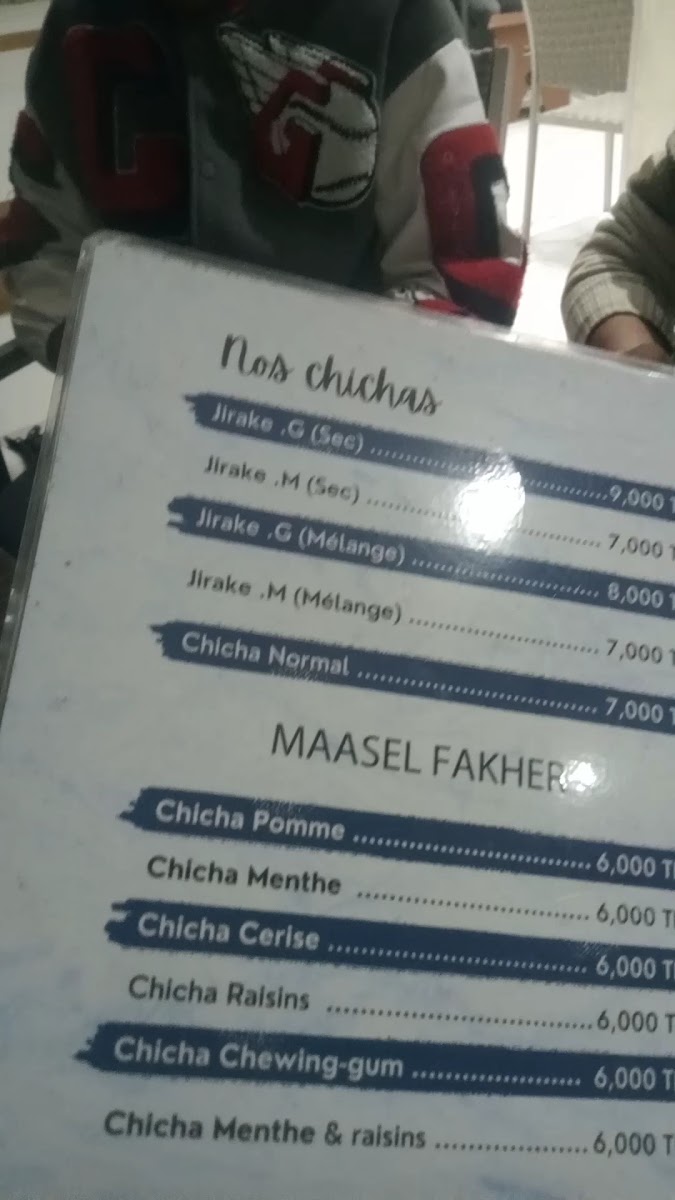 Nos chichas
Jirake .G (Sec) ........................................9,000 T
Jirake .M (Sec) ........................................ 7,000 T
Jirake .G (Mélange) ................................ 8,000 T
Jirake .M (Mélange) ................................ 7,000 T
Chicha Normal ........................................ 7,000 T
MAASEL FAKHER
Chicha Pomme ........................................ 6,000 T
Chicha Menthe ........................................ 6,000 T
Chicha Cerise ........................................ 6,000 T
Chicha Raisins ........................................6,000 T
Chicha Chewing-gum ............................ 6,000 T
Chicha Menthe & raisins ......................6,000 T